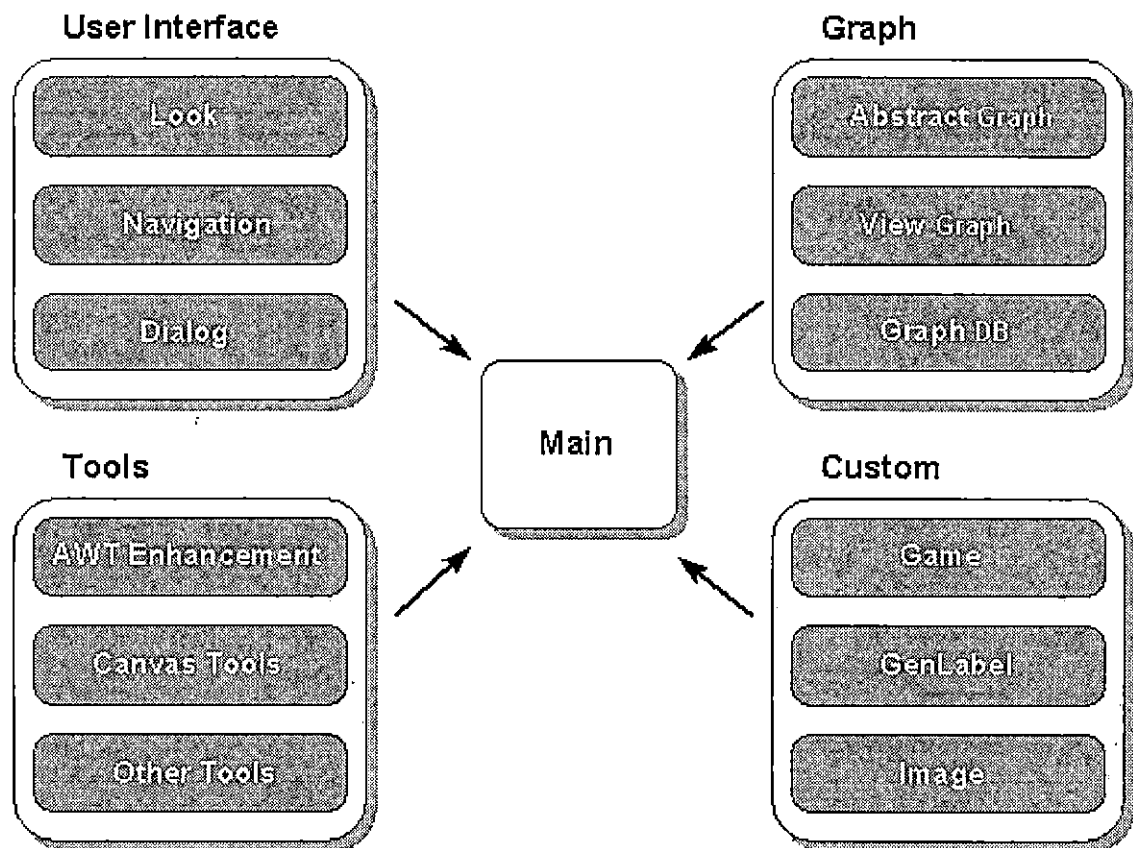 User Interface
Look
Navigation
Dialog
Graph
Abstract Graph
View Graph
Graph DB
Main
Tools
AWT Enhancement
Canvas Tools
Other Tools
Custom
Game
GenLabel
Image